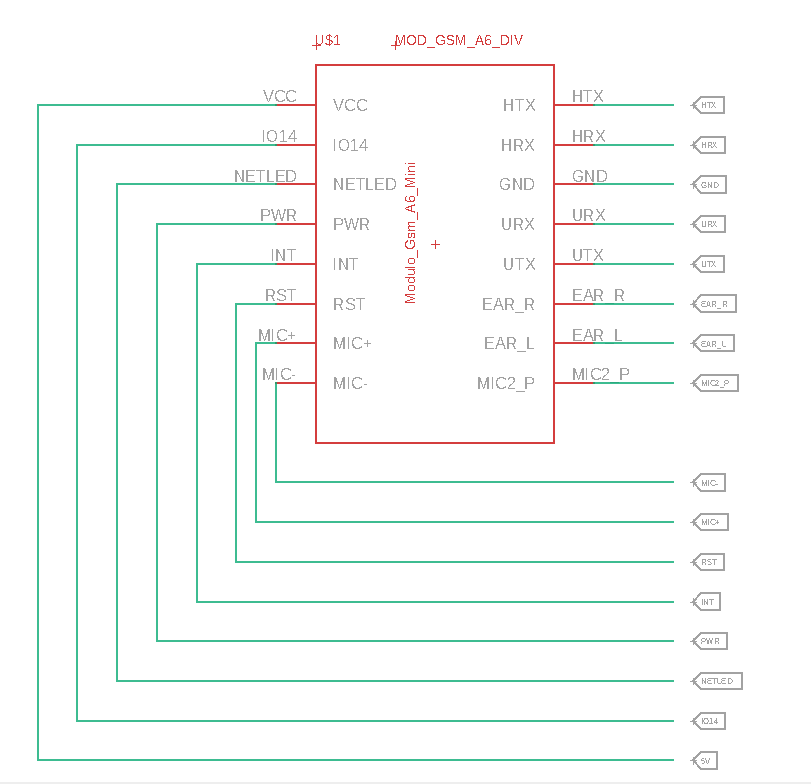 U$1 MOD_GSM_A6_DIV
VCC VCC HTX HTX HTX
IO14 IO14 HRX HRX HRX
NETLED NETLED GND GND GND
PWR PWR URX URX URX
INT INT UTX UTX UTX
RST RST EAR_R EAR_R EAR_R
MIC+ MIC+ EAR_L EAR_L EAR_L
MIC- MIC- MIC2_P MIC2_P MIC2_P
Modulo_Gsm_A6_Mini
MIC-
MIC+
RST
INT
PWR
NETLED
IO14
5V